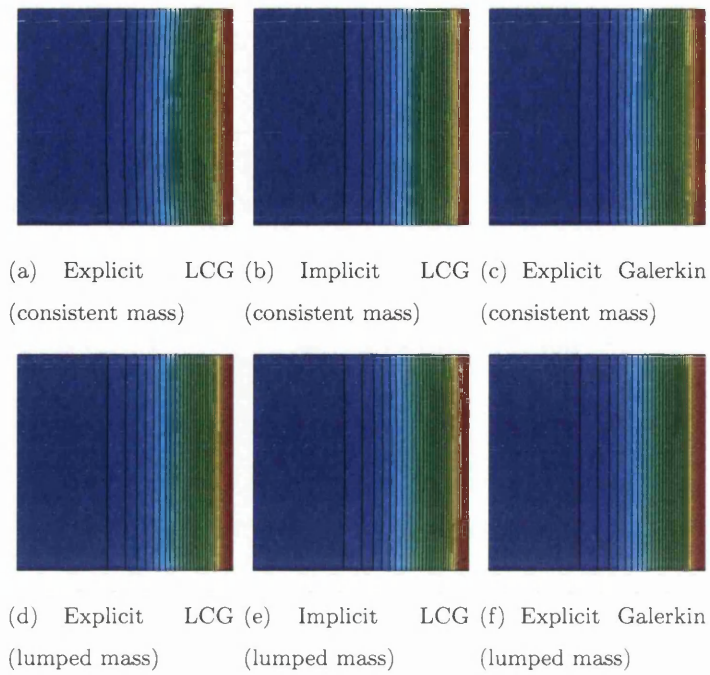 (a) Explicit LCG (b) Implicit LCG (c) Explicit Galerkin
(consistent mass) (consistent mass) (consistent mass)
(d) Explicit LCG (e) Implicit LCG (f) Explicit Galerkin
(lumped mass) (lumped mass) (lumped mass)